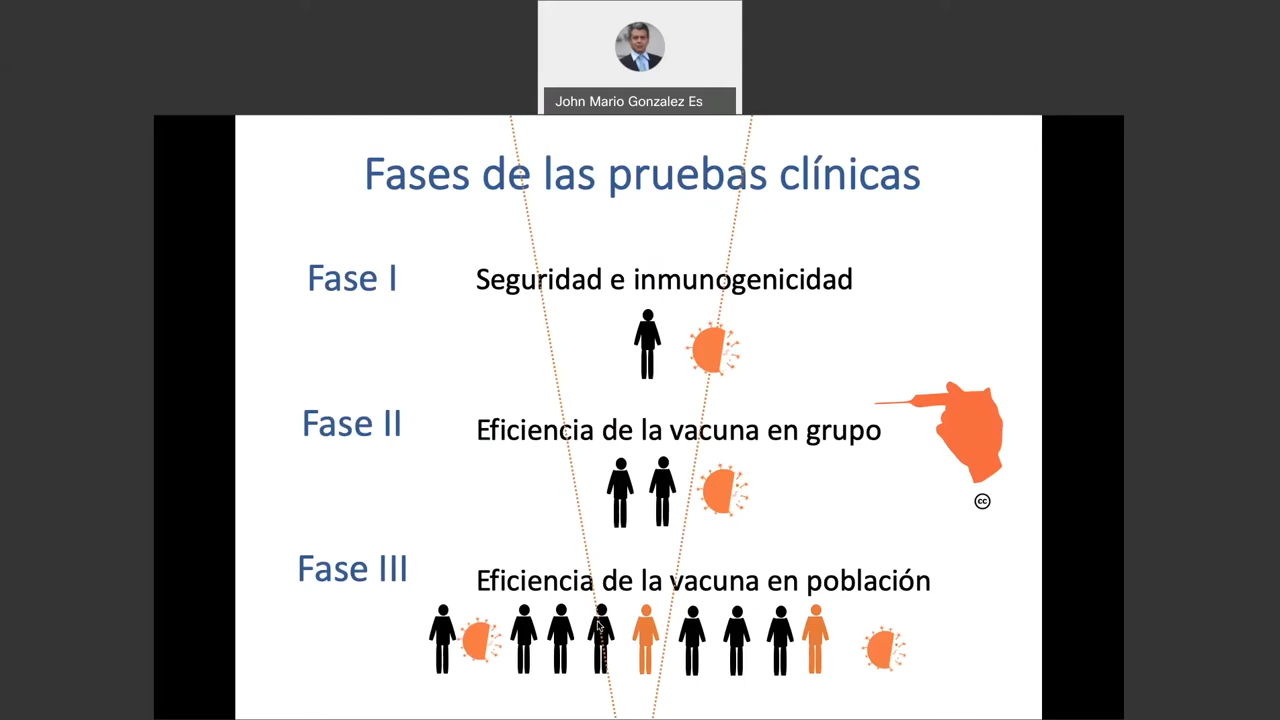 John Mario Gonzalez Es
Fases de las pruebas clínicas
Fase I
Seguridad e inmunogenicidad
Fase II
Eficiencia de la vacuna en grupo
cc
Fase III
Eficiencia de la vacuna en población